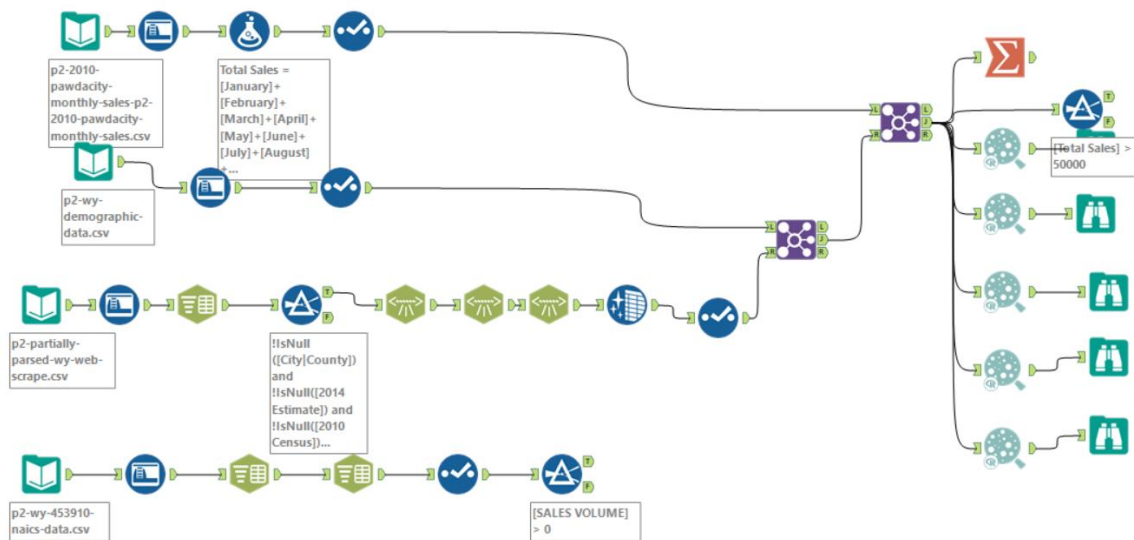 p2-2010-
pawdacity-
monthly-sales-p2-
2010-pawdacity-
monthly-sales.csv
Total Sales =
[January]+
[February]+
[March]+[April]+
[May]+[June]+
[July]+[August]
+...
p2-wy-
demographic-
data.csv
L
R
L
J
R
L
R
L
J
R
T
F
[Total Sales] >
50000
p2-partially-
parsed-wy-web-
scrape.csv
T
F
!IsNull
([City|County])
and
!IsNull([2014
Estimate]) and
!IsNull([2010
Census])...
p2-wy-453910-
naics-data.csv
T
F
[SALES VOLUME]
> 0